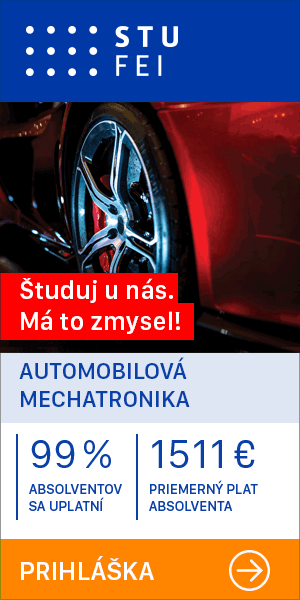 STU
FEI
Študuj u nás.
Má to zmysel!
AUTOMOBILOVÁ
MECHATRONIKA
99 %
ABSOLVENTOV
SA UPLATNÍ
1511 €
PRIEMERNÝ PLAT
ABSOLVENTA
PRIHLÁŠKA